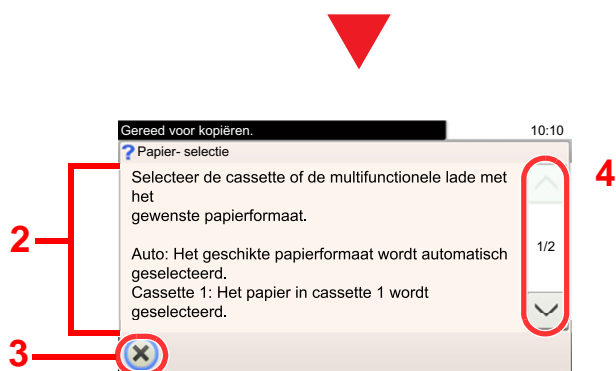 Gereed voor kopiëren. 10:10
? Papier- selectie
Selecteer de cassette of de multifunctionele lade met
het
gewenste papierformaat.
Auto: Het geschikte papierformaat wordt automatisch
geselecteerd.
Cassette 1: Het papier in cassette 1 wordt
geselecteerd.
1/2
2
3
4